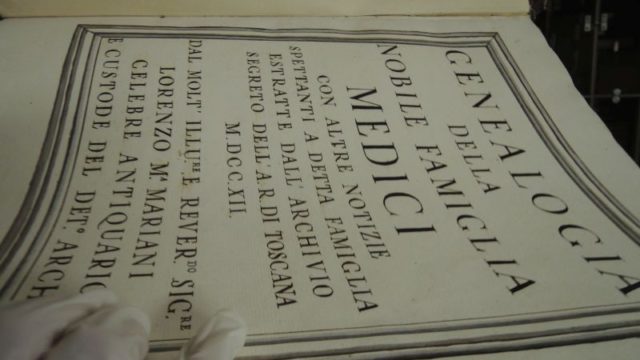 GENEALOGIA
DELLA
NOBILE FAMIGLIA
MEDICI
CON ALTRE NOTIZIE
SPETTANTI A DETTA FAMIGLIA
ESTRATTE DALL' ARCHIVIO
SEGRETO DELL' A.R. DI TOSCANA
M.DCC.XII.
DAL MOLT' ILLU.RE E REVER.DO SIG.RE
LORENZO M.A MARIANI
CELEBRE ANTIQUARIO
E CUSTODE DEL DET.O ARCH